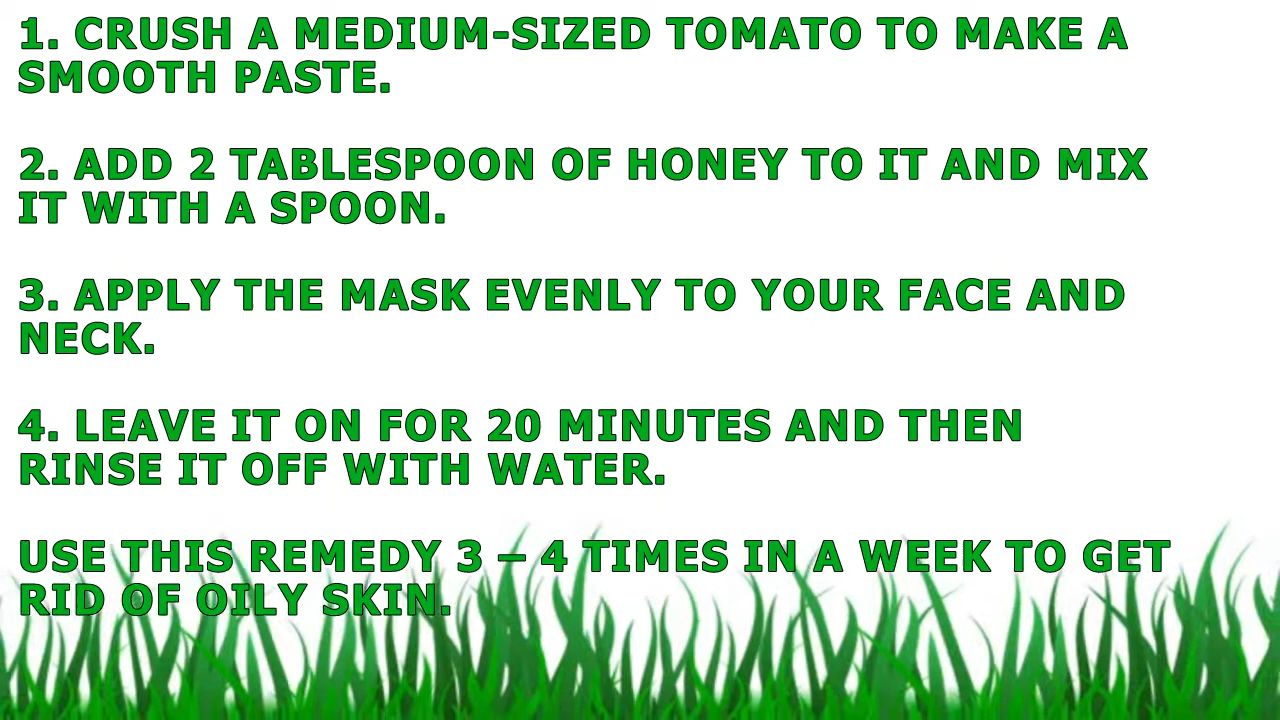 1. CRUSH A MEDIUM-SIZED TOMATO TO MAKE A
SMOOTH PASTE.
2. ADD 2 TABLESPOON OF HONEY TO IT AND MIX
IT WITH A SPOON.
3. APPLY THE MASK EVENLY TO YOUR FACE AND
NECK.
4. LEAVE IT ON FOR 20 MINUTES AND THEN
RINSE IT OFF WITH WATER.
USE THIS REMEDY 3 – 4 TIMES IN A WEEK TO GET
RID OF OILY SKIN.